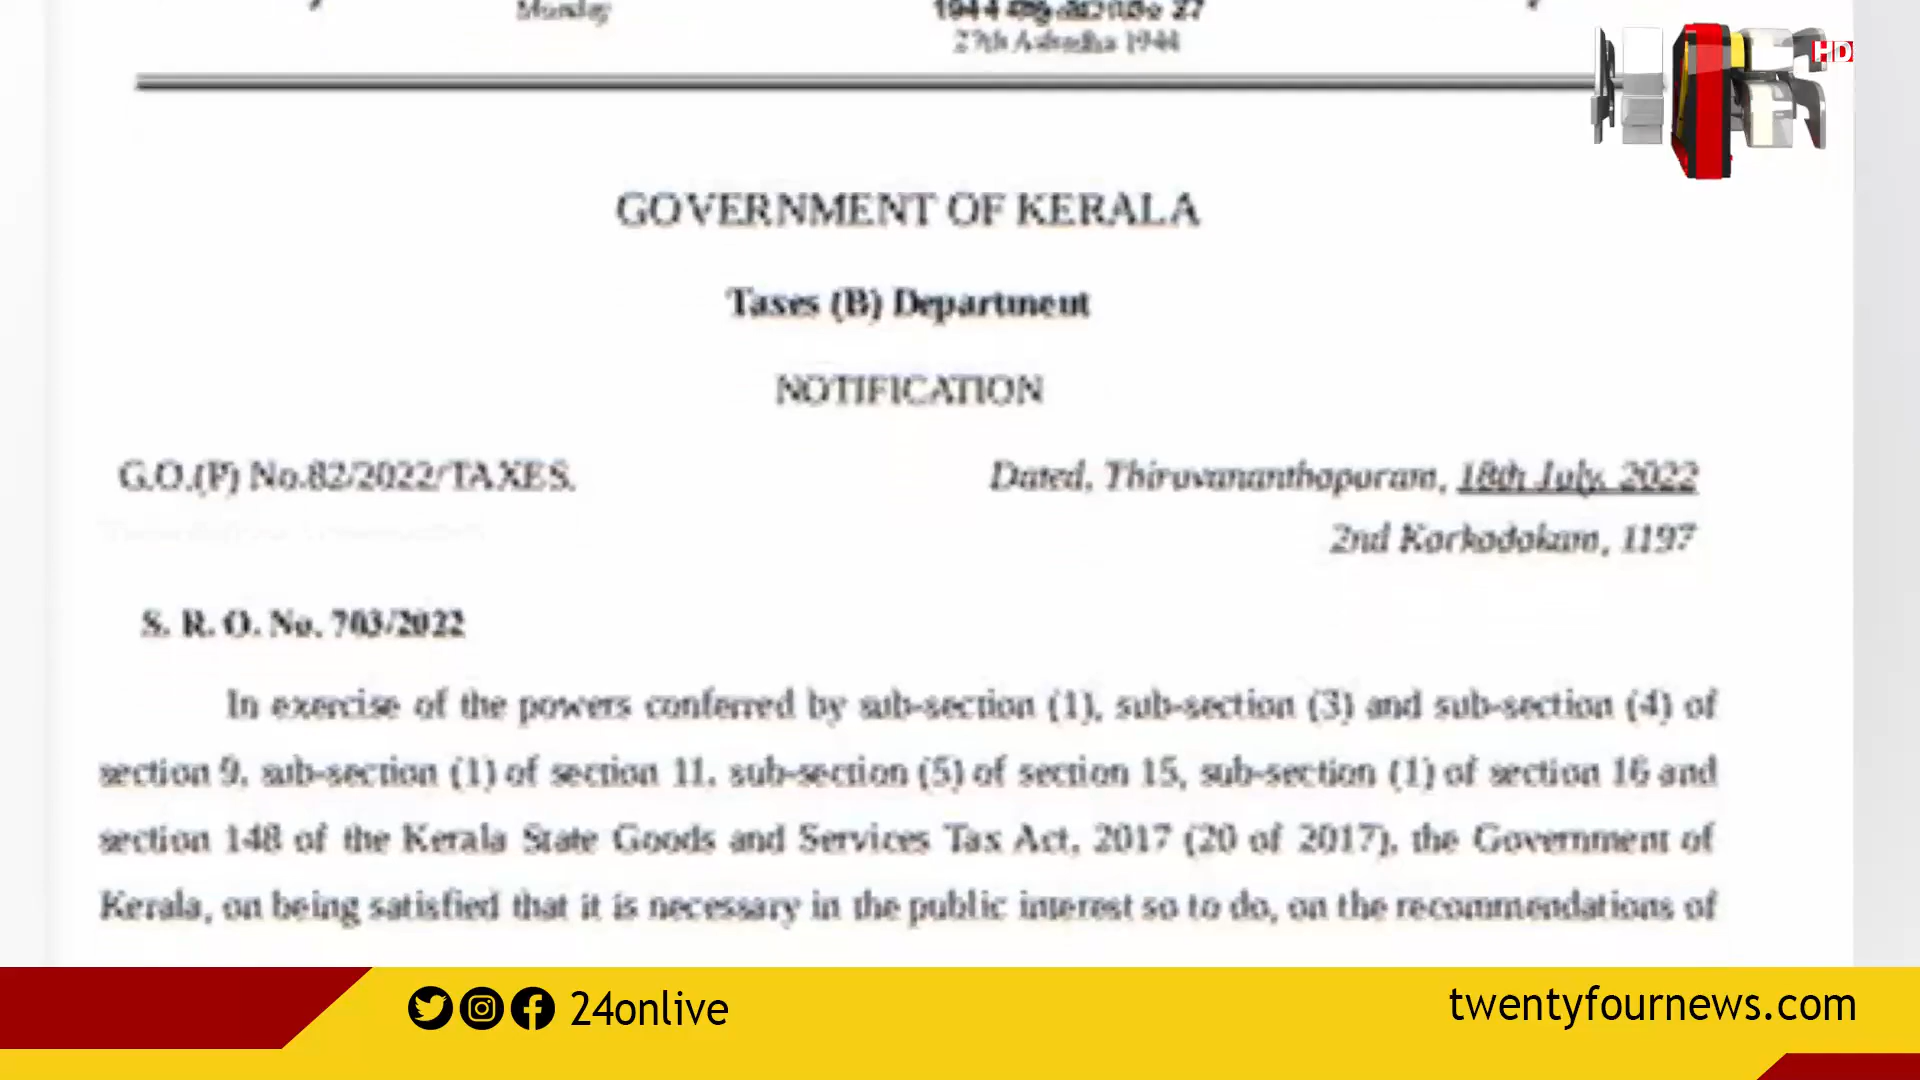 Monday
27th Ashadha 1944
HD
GOVERNMENT OF KERALA
Taxes (B) Department
NOTIFICATION
G.O.(P) No.82/2022/TAXES.
Dated, Thiruvananthapuram, 18th July, 2022
2nd Karkadakam, 1197
S. R. O. No. 703/2022
In exercise of the powers conferred by sub-section (1), sub-section (3) and sub-section (4) of
section 9, sub-section (1) of section 11, sub-section (5) of section 15, sub-section (1) of section 16 and
section 148 of the Kerala State Goods and Services Tax Act, 2017 (20 of 2017), the Government of
Kerala, on being satisfied that it is necessary in the public interest so to do, on the recommendations of
24onlive
twentyfournews.com